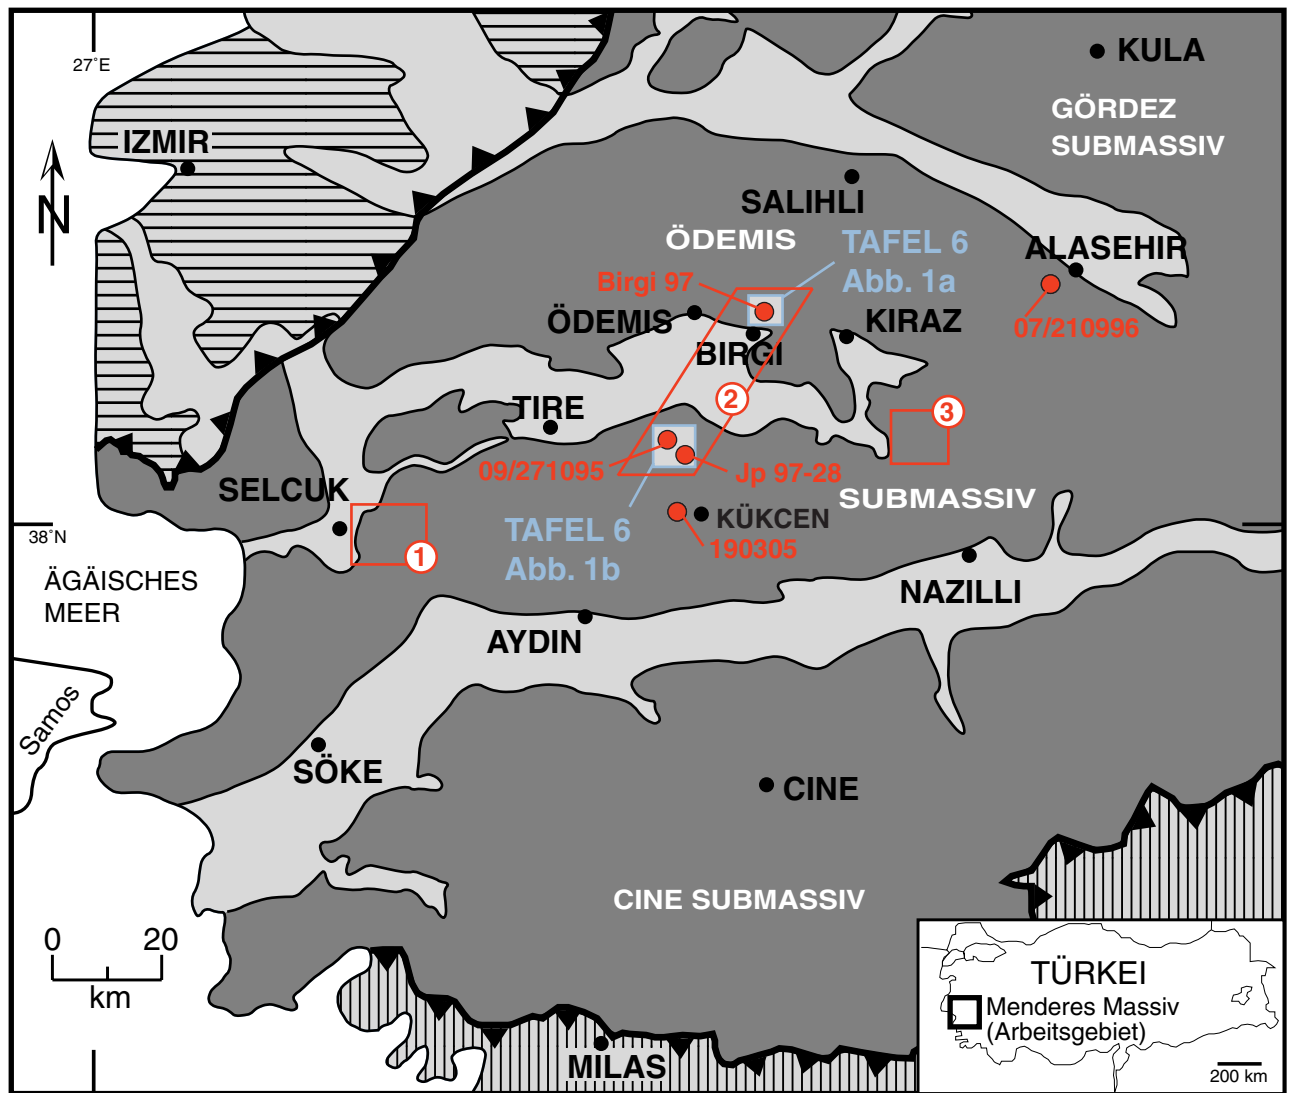 27°E
KULA
GÖRDEZ
SUBMASSIV
IZMIR
N
SALIHLI
ÖDEMIS
TAFEL 6
Abb. 1a
ALASEHIR
Birgi 97
07/210996
ÖDEMIS
KIRAZ
BIRGI
2
3
TIRE
09/271095
Jp 97-28
SELCUK
SUBMASSIV
38°N
1
TAFEL 6
Abb. 1b
KÜKCEN
190305
ÄGÄISCHES
MEER
NAZILLI
AYDIN
Samos
SÖKE
CINE
CINE SUBMASSIV
0 20
km
TÜRKEI
Menderes Massiv
(Arbeitsgebiet)
200 km
MILAS